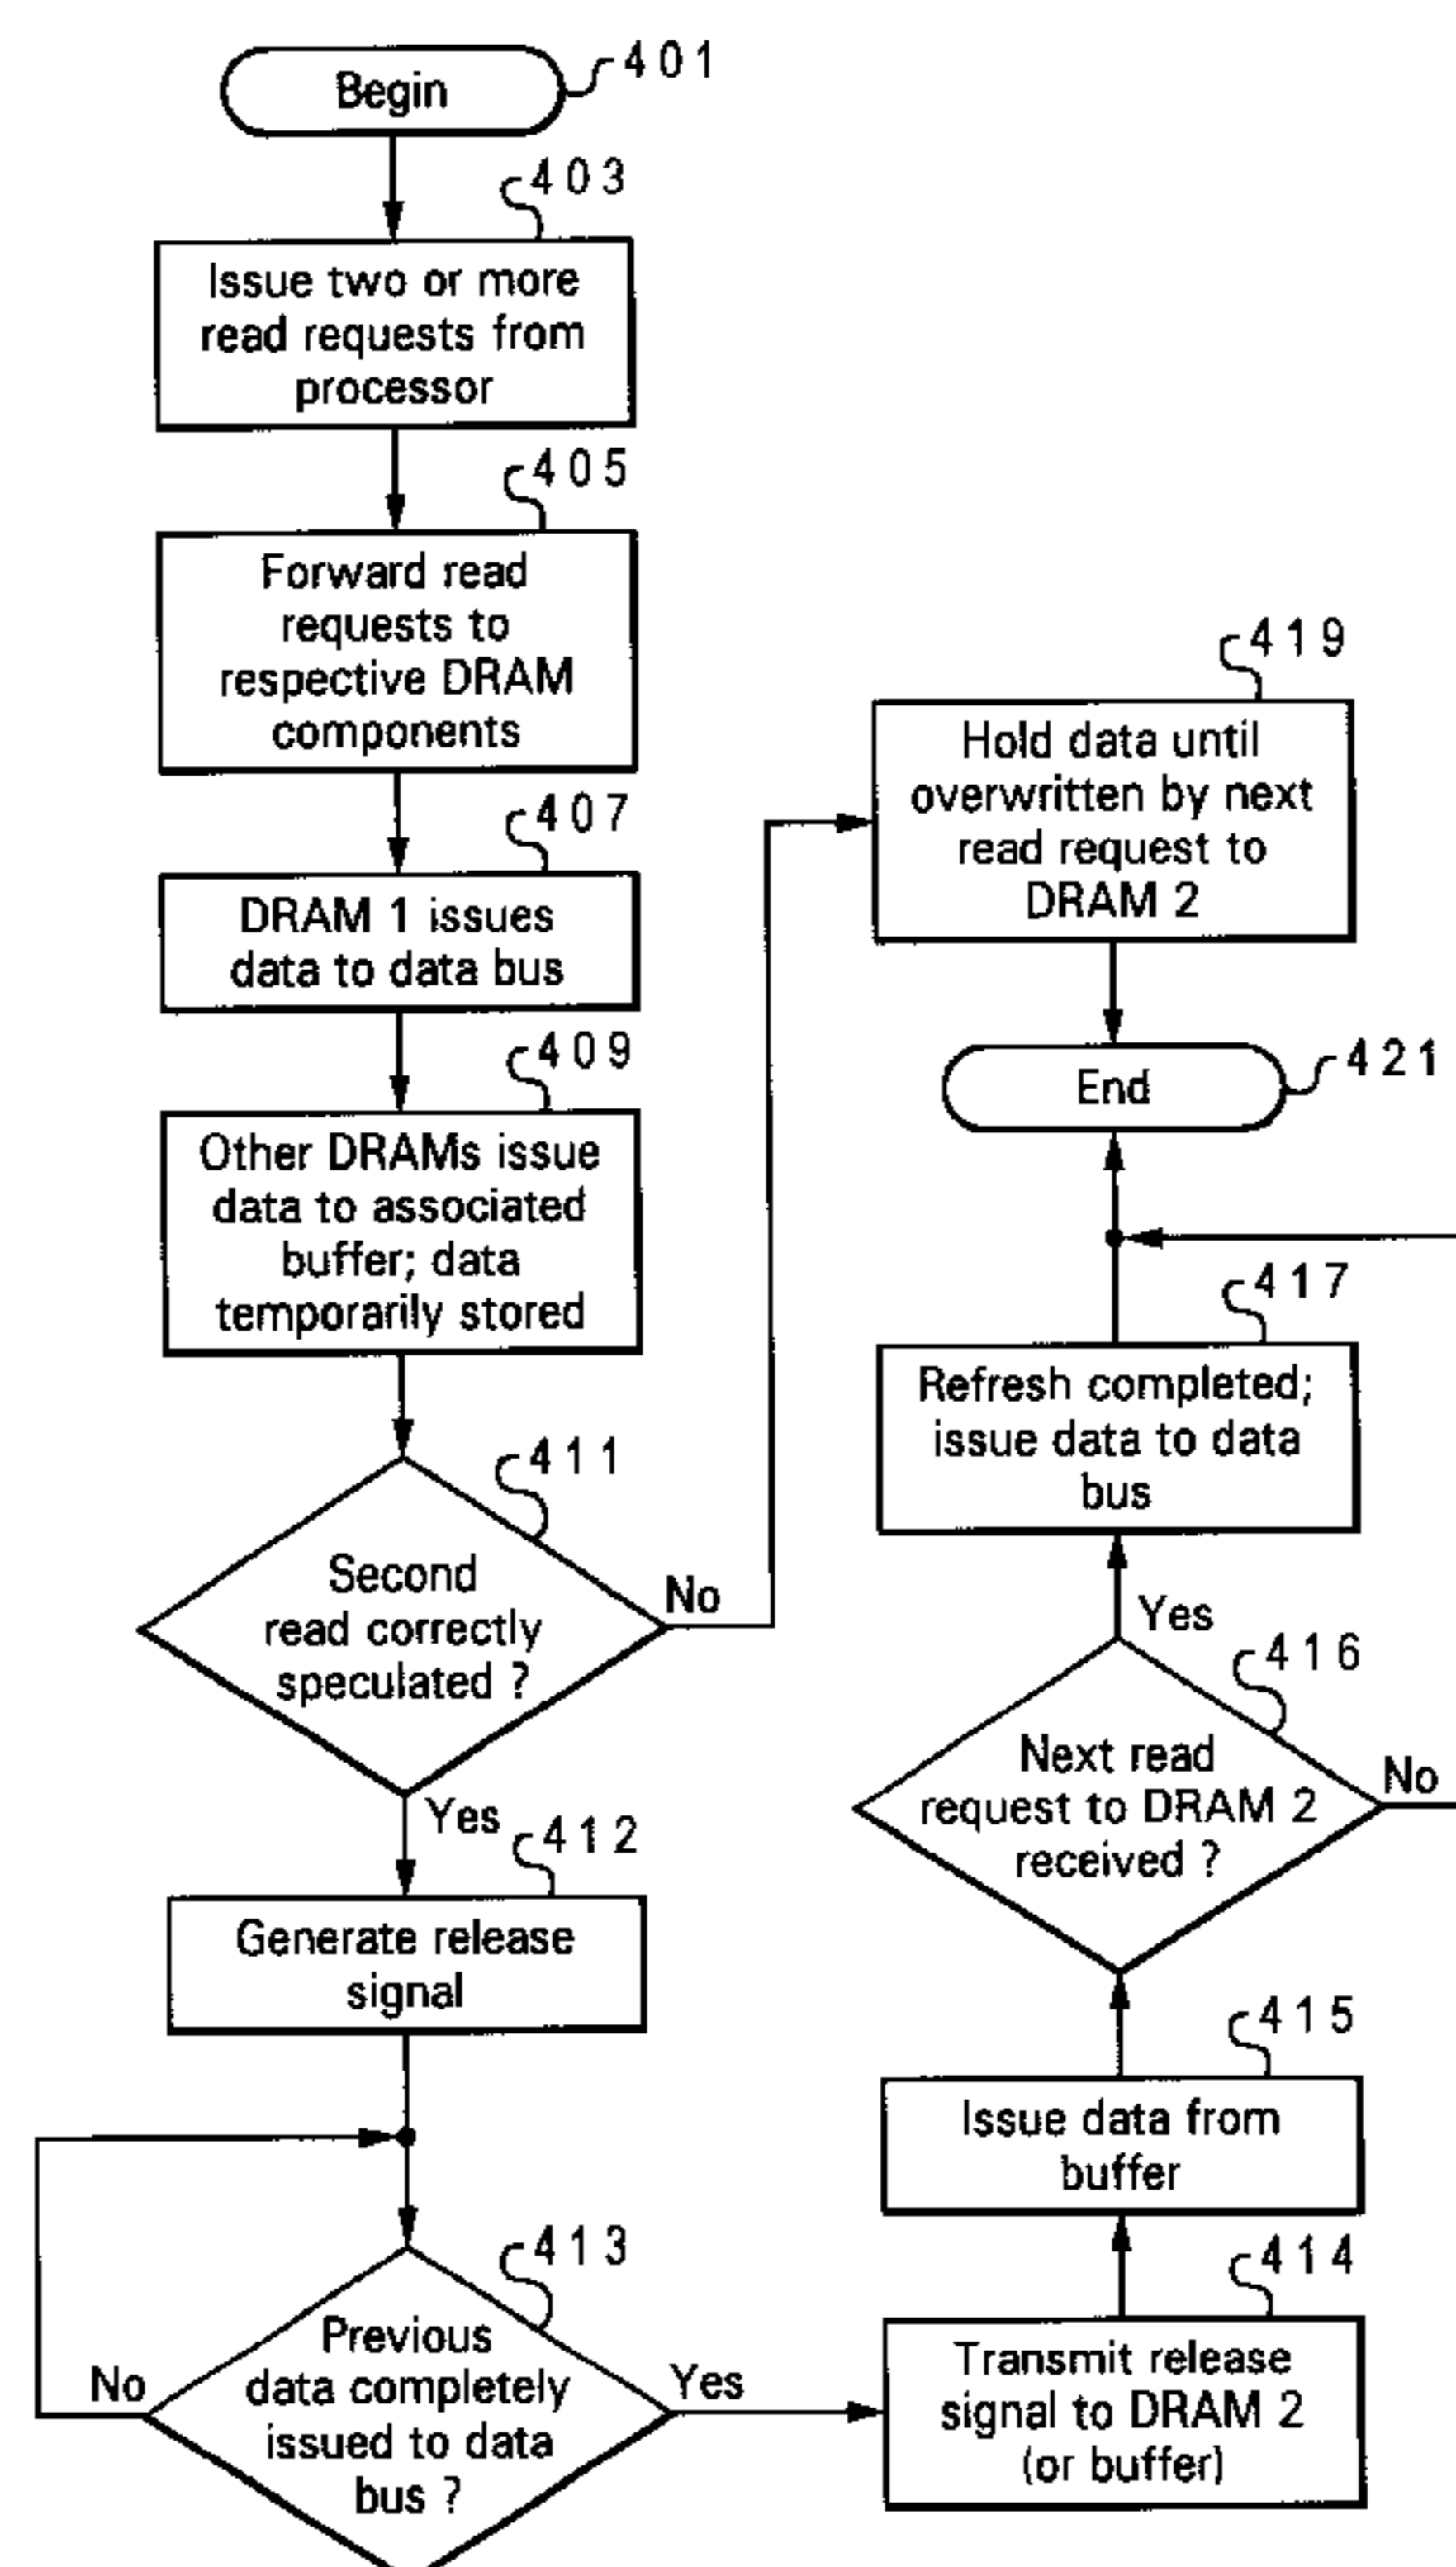 Begin
401
403
Issue two or more
read requests from
processor
405
Forward read
requests to
respective DRAM
components
407
DRAM 1 issues
data to data bus
409
Other DRAMs issue
data to associated
buffer; data
temporarily stored
411
Second
read correctly
speculated ?
No
Yes
412
Generate release
signal
413
Previous
data completely
issued to data
bus ?
No
Yes
414
Transmit release
signal to DRAM 2
(or buffer)
415
Issue data from
buffer
416
Next read
request to DRAM 2
received ?
No
Yes
417
Refresh completed;
issue data to data
bus
419
Hold data until
overwritten by next
read request to
DRAM 2
End
421